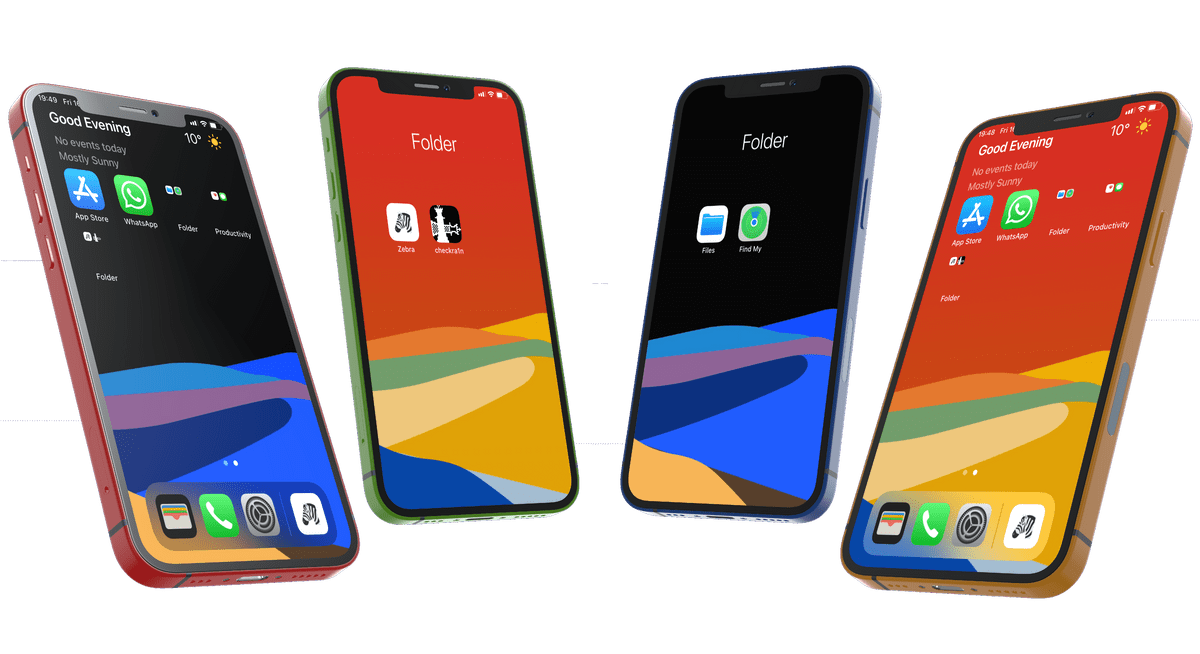 19:49 Fri 16
Good Evening
10°
No events today
Mostly Sunny
App Store
WhatsApp
Folder
Productivity
Folder
Folder
Zebra
checkra1n
Folder
Files
Find My
19:48 Fri 16
Good Evening
10°
No events today
Mostly Sunny
App Store
WhatsApp
Folder
Productivity
Folder